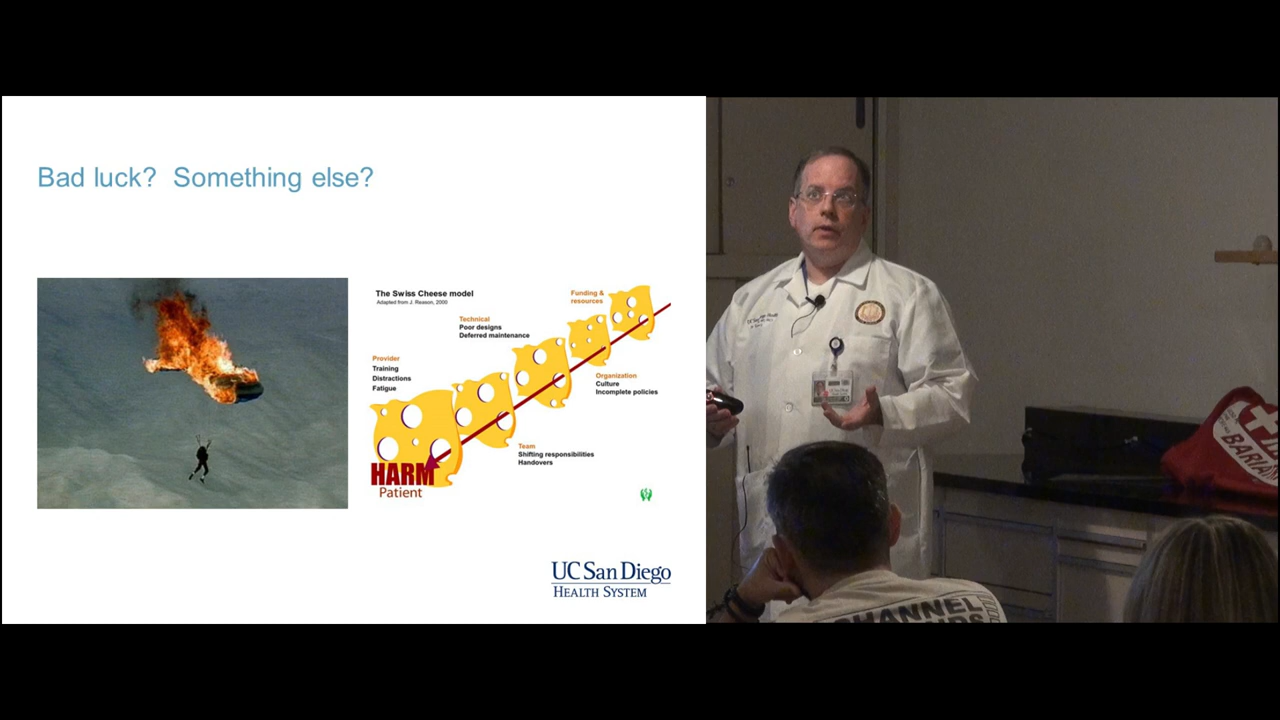 Bad luck?  Something else?
The Swiss Cheese model
Adapted from J. Reason, 2000
Funding &
resources
Technical
Poor designs
Deferred maintenance
Provider
Training
Distractions
Fatigue
Organization
Culture
Incomplete policies
Team
Shifting responsibilities
Handovers
HARM
Patient
UC San Diego
HEALTH SYSTEM
BARIA
CHANNEL